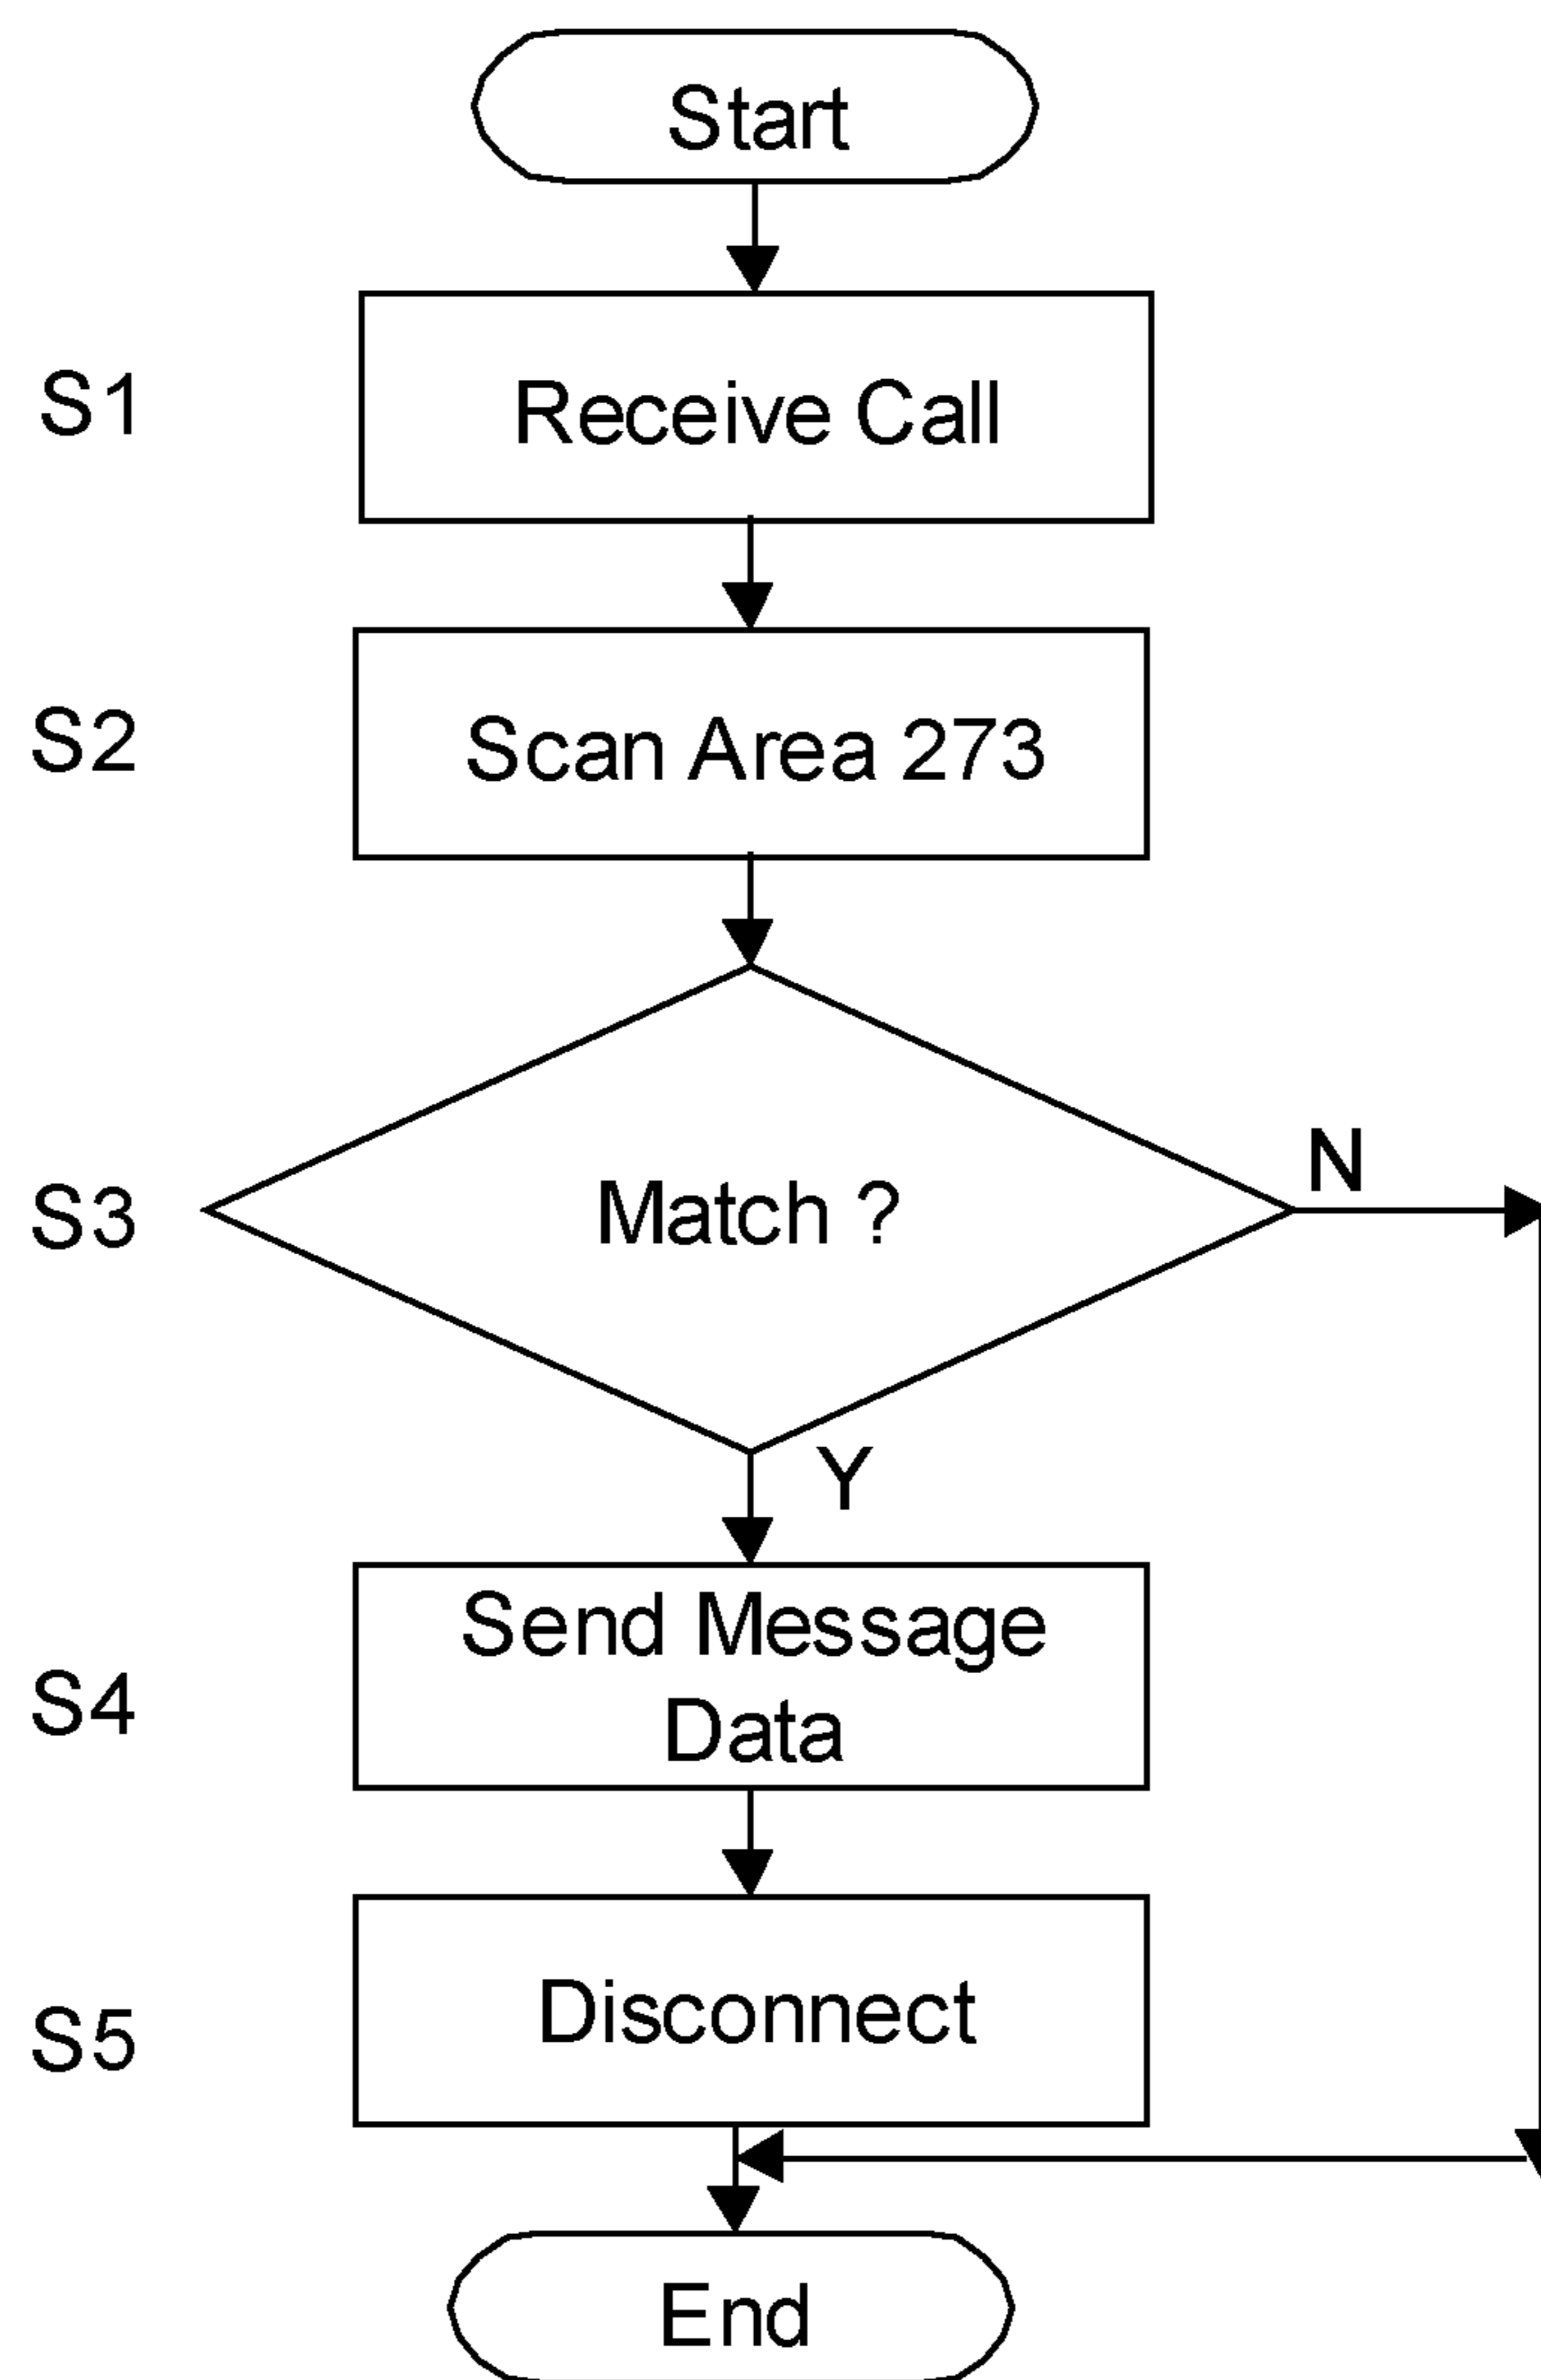 Start
S1
Receive Call
S2
Scan Area 273
S3
Match ?
N
Y
S4
Send Message
Data
S5
Disconnect
End